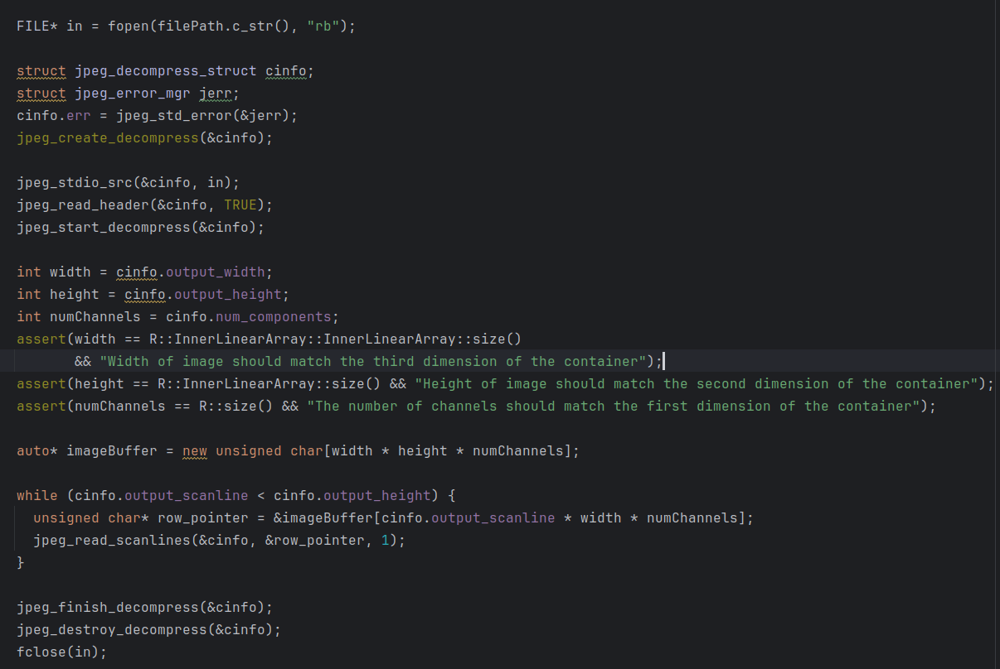 FILE* in = fopen(filePath.c_str(), "rb");
struct jpeg_decompress_struct cinfo;
struct jpeg_error_mgr jerr;
cinfo.err = jpeg_std_error(&jerr);
jpeg_create_decompress(&cinfo);
jpeg_stdio_src(&cinfo, in);
jpeg_read_header(&cinfo, TRUE);
jpeg_start_decompress(&cinfo);
int width = cinfo.output_width;
int height = cinfo.output_height;
int numChannels = cinfo.num_components;
assert(width == R::InnerLinearArray::InnerLinearArray::size()
&& "Width of image should match the third dimension of the container");
assert(height == R::InnerLinearArray::size() && "Height of image should match the second dimension of the container");
assert(numChannels == R::size() && "The number of channels should match the first dimension of the container");
auto* imageBuffer = new unsigned char[width * height * numChannels];
while (cinfo.output_scanline < cinfo.output_height) {
unsigned char* row_pointer = &imageBuffer[cinfo.output_scanline * width * numChannels];
jpeg_read_scanlines(&cinfo, &row_pointer, 1);
}
jpeg_finish_decompress(&cinfo);
jpeg_destroy_decompress(&cinfo);
fclose(in);